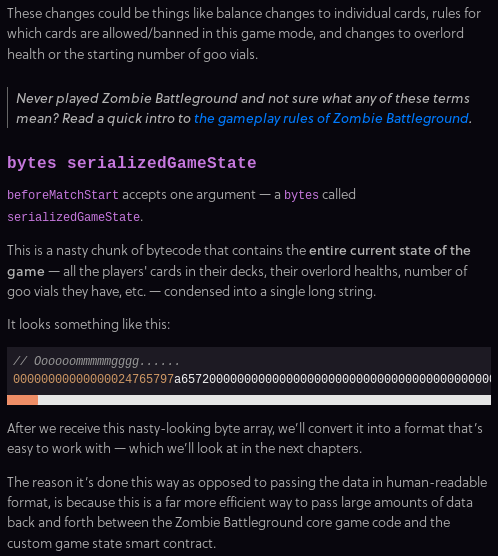 These changes could be things like balance changes to individual cards, rules for
which cards are allowed/banned in this game mode, and changes to overlord
health or the starting number of goo vials.
Never played Zombie Battleground and not sure what any of these terms
mean? Read a quick intro to the gameplay rules of Zombie Battleground.
bytes serializedGameState
beforeMatchStart accepts one argument — a bytes called
serializedGameState.
This is a nasty chunk of bytecode that contains the entire current state of the
game — all the players' cards in their decks, their overlord healths, number of
goo vials they have, etc. — condensed into a single long string.
It looks something like this:
// Oooooommmmmgggg......
00000000000000024765797a65720000000000000000000000000000000000000000
After we receive this nasty-looking byte array, we'll convert it into a format that's
easy to work with — which we'll look at in the next chapters.
The reason it's done this way as opposed to passing the data in human-readable
format, is because this is a far more efficient way to pass large amounts of data
back and forth between the Zombie Battleground core game code and the
custom game state smart contract.